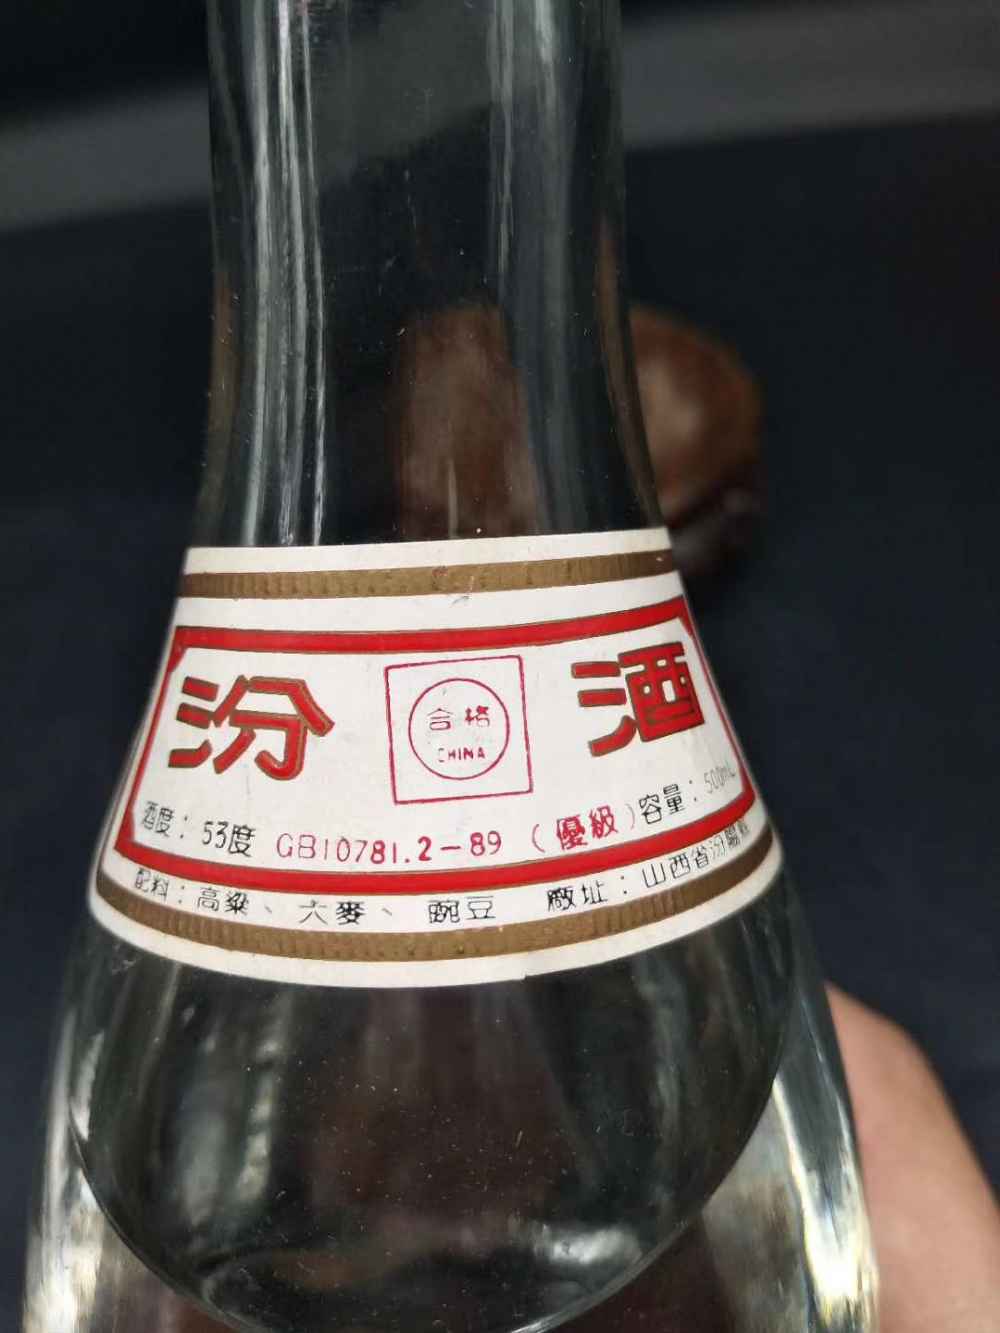 汾 酒
合格
CHINA
酒度：53度 GB10781.2-89（優級）容量：500mL
配料：高粱、大麥、豌豆 廠址：山西省汾陽縣